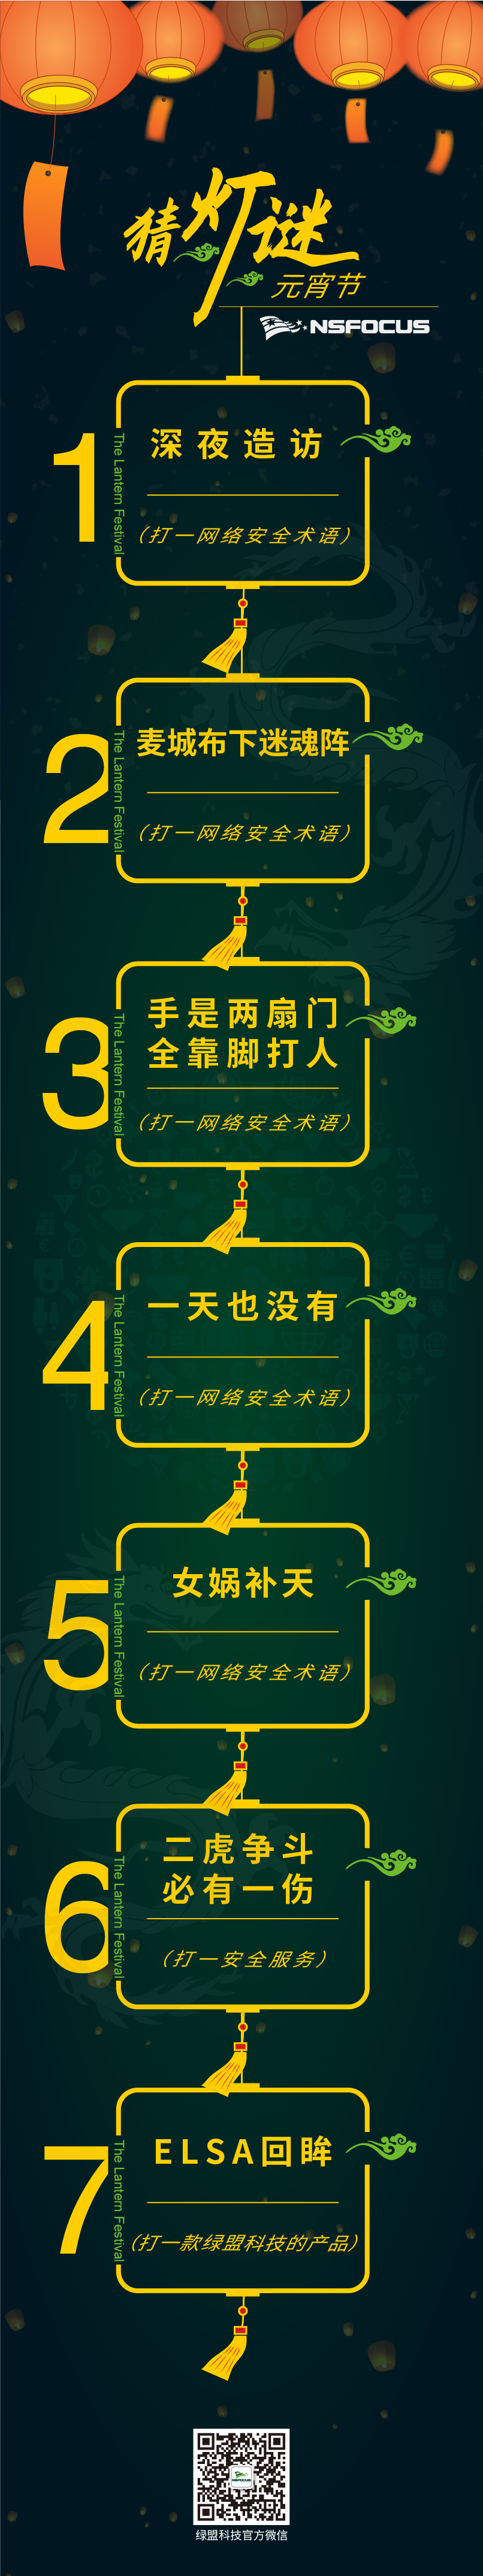 猜灯谜
元宵节
NSFOCUS
1
The Lantern Festival
深夜造访
（打一网络安全术语）
2
The Lantern Festival
麦城布下迷魂阵
（打一网络安全术语）
3
The Lantern Festival
手是两扇门
全靠脚打人
（打一网络安全术语）
4
The Lantern Festival
一天也没有
（打一网络安全术语）
5
The Lantern Festival
女娲补天
（打一网络安全术语）
6
The Lantern Festival
二虎争斗
必有一伤
（打一安全服务）
7
The Lantern Festival
ELSA回眸
（打一款绿盟科技的产品）
NSFOCUS
绿盟科技官方微信